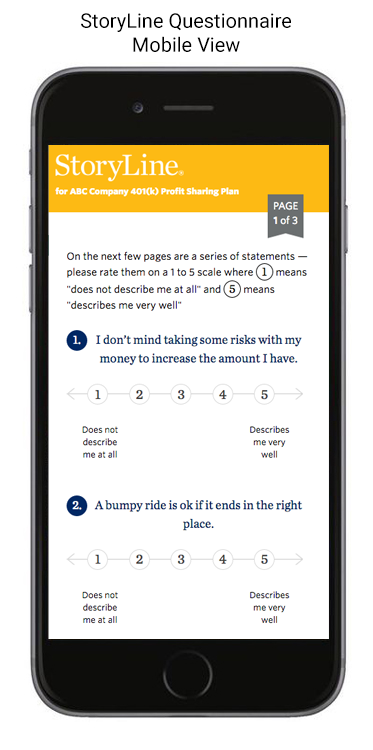 StoryLine Questionnaire
Mobile View
StoryLine®
for ABC Company 401(k) Profit Sharing Plan
PAGE
1 of 3
On the next few pages are a series of statements —
please rate them on a 1 to 5 scale where 1 means
"does not describe me at all" and 5 means
"describes me very well"
1. I don't mind taking some risks with my
money to increase the amount I have.
1 2 3 4 5
Does not Describes
describe me very
me at all well
2. A bumpy ride is ok if it ends in the right
place.
1 2 3 4 5
Does not Describes
describe me very
me at all well